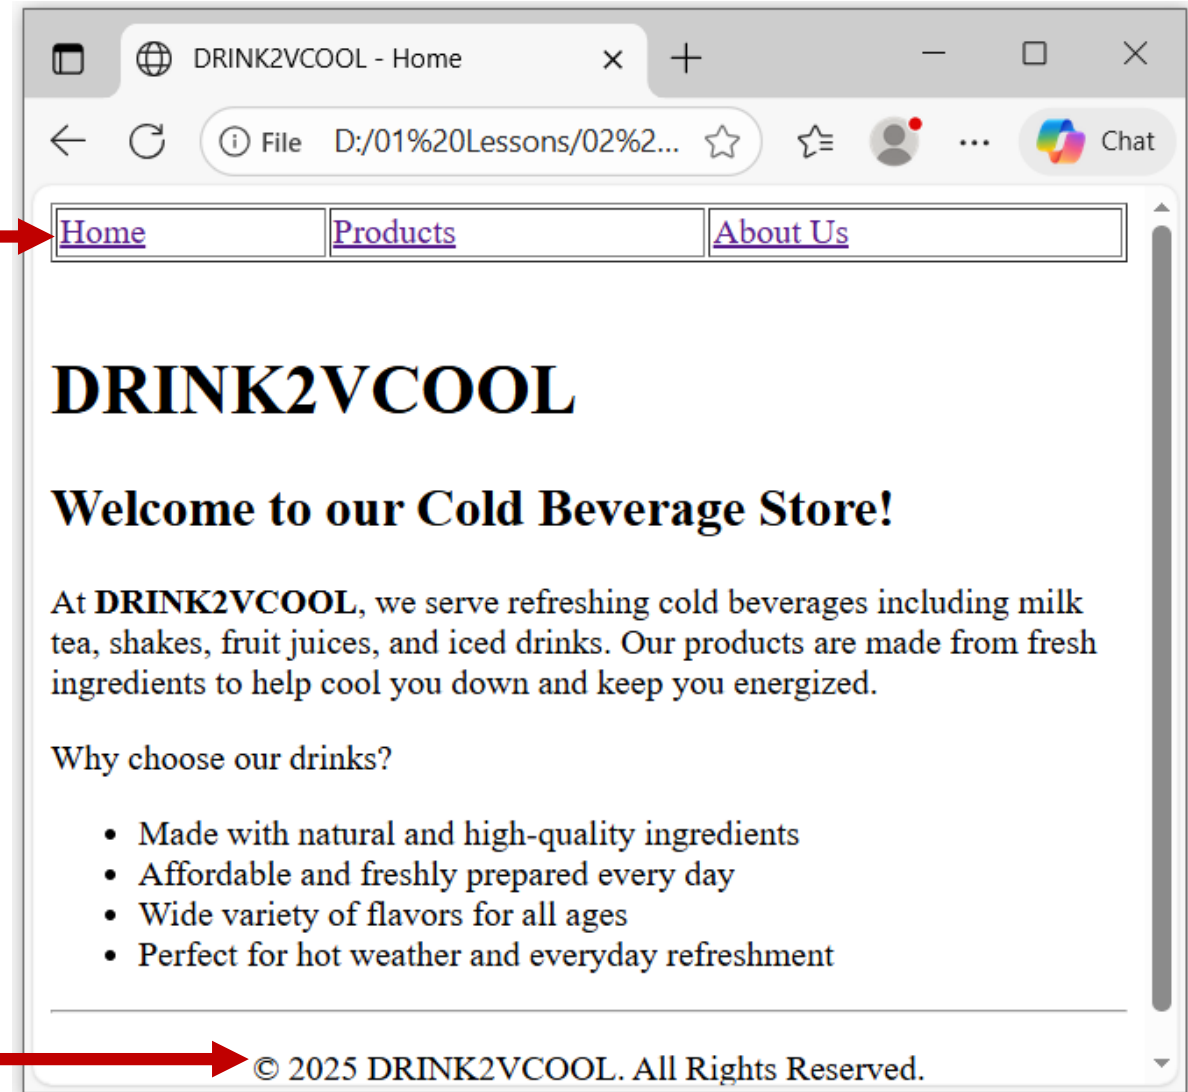 DRINK2VCOOL - Home
File D:/01%20Lessons/02%2... Chat
Home Products About Us
DRINK2VCOOL
Welcome to our Cold Beverage Store!
At DRINK2VCOOL, we serve refreshing cold beverages including milk
tea, shakes, fruit juices, and iced drinks. Our products are made from fresh
ingredients to help cool you down and keep you energized.
Why choose our drinks?
• Made with natural and high-quality ingredients
• Affordable and freshly prepared every day
• Wide variety of flavors for all ages
• Perfect for hot weather and everyday refreshment
© 2025 DRINK2VCOOL. All Rights Reserved.